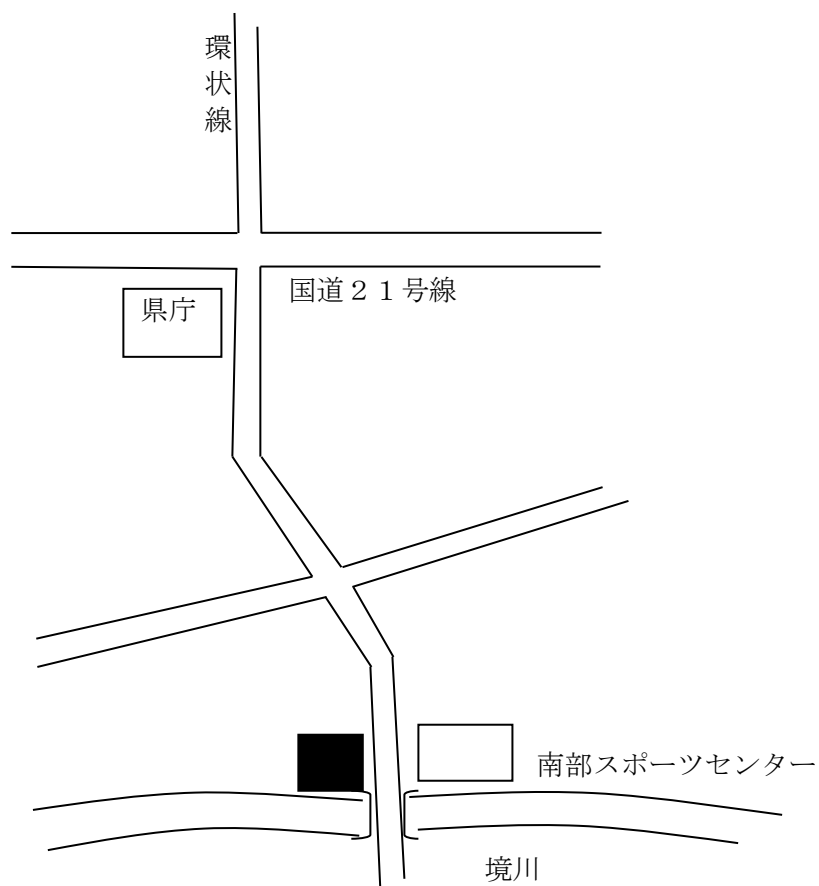 環状線
国道２１号線
県庁
南部スポーツセンター
境川